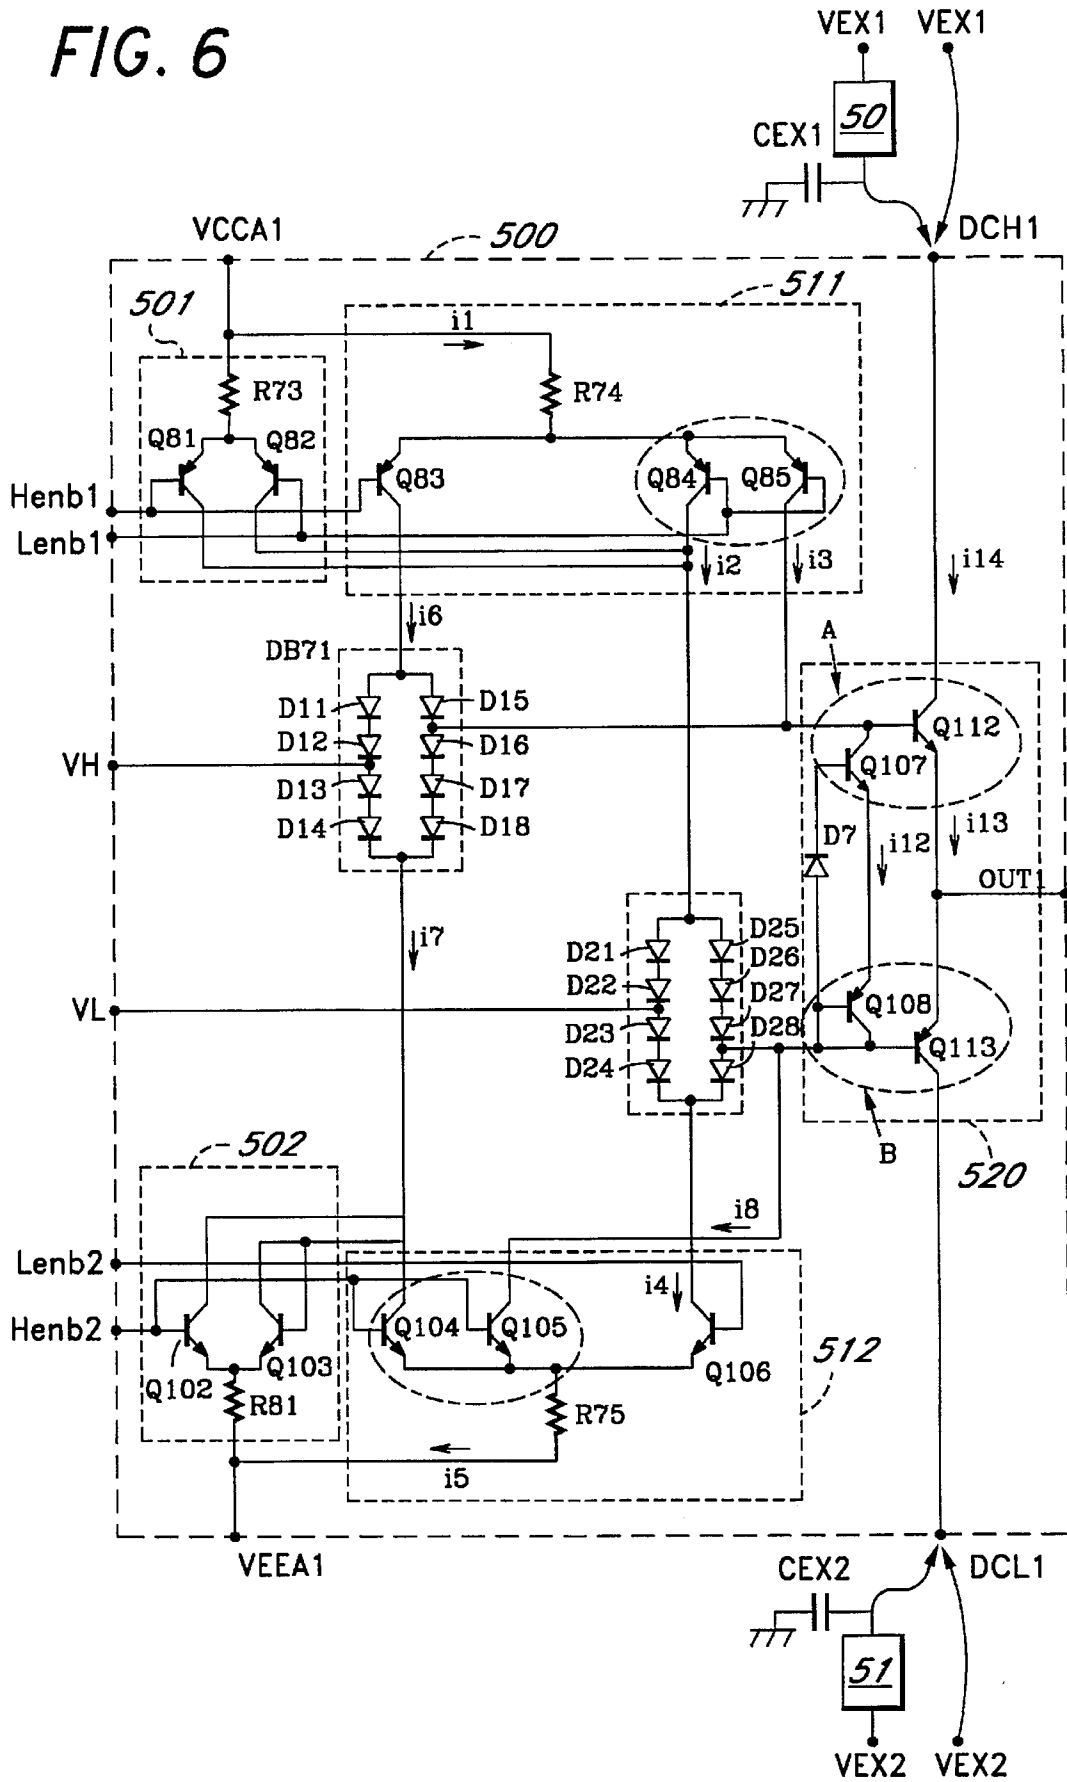 FIG. 6
VEX1 VEX1
50
CEX1
VCCA1
500
DCH1
501
511
i1
R73
R74
Q81 Q82
Q83
Q84
Q85
Henb1
Lenb1
i2
i3
i14
i6
A
DB71
D11
D15
D12
D16
Q112
VH
Q107
D13
D17
D14
D18
D7
i12
i13
OUT1
i7
D21
D25
D26
D22
D27
Q108
VL
D23
D28
Q113
D24
B
502
520
i8
Lenb2
i4
Henb2
Q104
Q105
512
Q102
Q103
Q106
R81
R75
i5
VEEA1
CEX2
DCL1
51
VEX2 VEX2